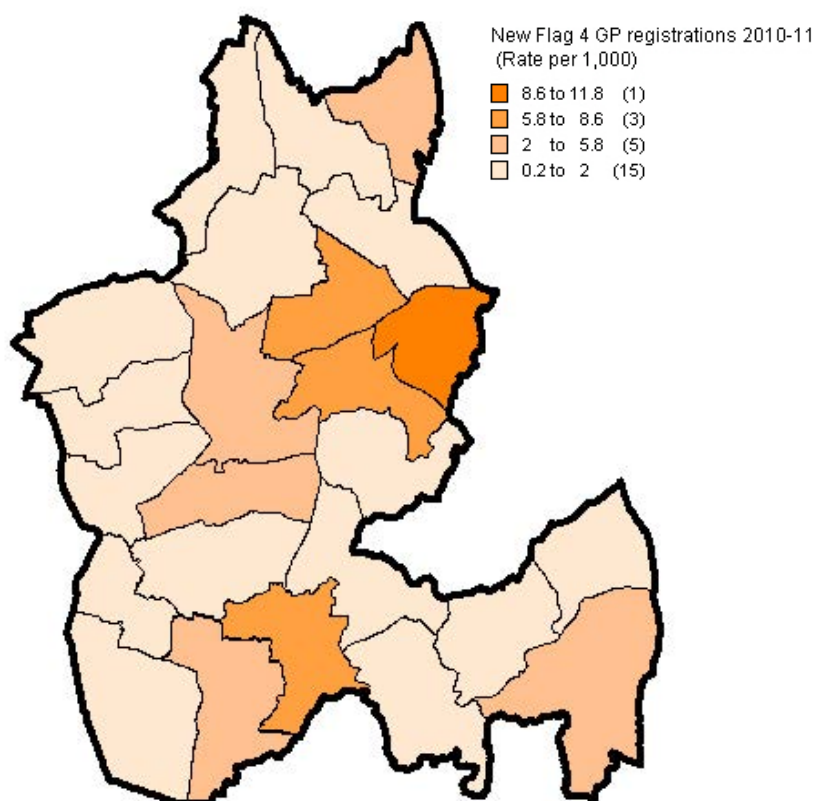 New Flag 4 GP registrations 2010-11
(Rate per 1,000)
8.6 to 11.8 (1)
5.8 to 8.6 (3)
2 to 5.8 (5)
0.2 to 2 (15)